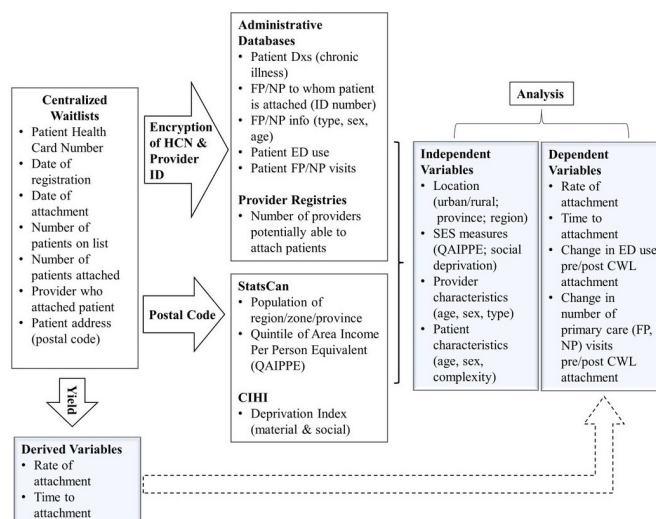 Centralized
Waitlists
• Patient Health
Card Number
• Date of
registration
• Date of
attachment
• Number of
patients on list
• Number of
patients attached
• Provider who
attached patient
• Patient address
(postal code)
Encryption
of HCN &
Provider
ID
Postal Code
Yield
Derived Variables
• Rate of
attachment
• Time to
attachment
Administrative
Databases
• Patient Dxs (chronic
illness)
• FP/NP to whom patient
is attached (ID number)
• FP/NP info (type, sex,
age)
• Patient ED use
• Patient FP/NP visits
Provider Registries
• Number of providers
potentially able to
attach patients
StatsCan
• Population of
region/zone/province
• Quintile of Area Income
Per Person Equivalent
(QAIPPE)
CIHI
• Deprivation Index
(material & social)
Analysis
Independent
Variables
• Location
(urban/rural;
province; region)
• SES measures
(QAIPPE; social
deprivation)
• Provider
characteristics
(age, sex, type)
• Patient
characteristics
(age, sex,
complexity)
Dependent
Variables
• Rate of
attachment
• Time to
attachment
• Change in ED use
pre/post CWL
attachment
• Change in
number of
primary care (FP,
NP) visits
pre/post CWL
attachment